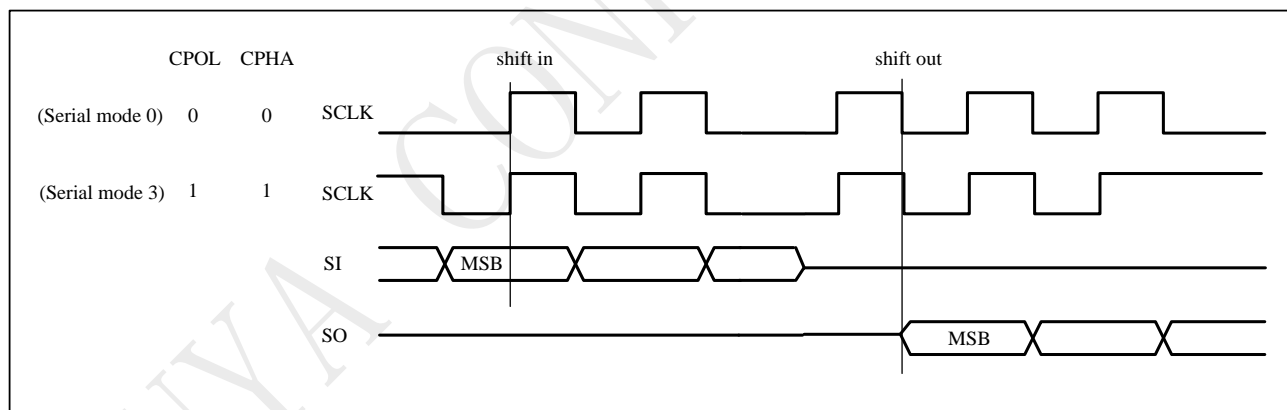 CPOL CPHA shift in shift out
(Serial mode 0) 0 0 SCLK
(Serial mode 3) 1 1 SCLK
SI MSB
SO MSB